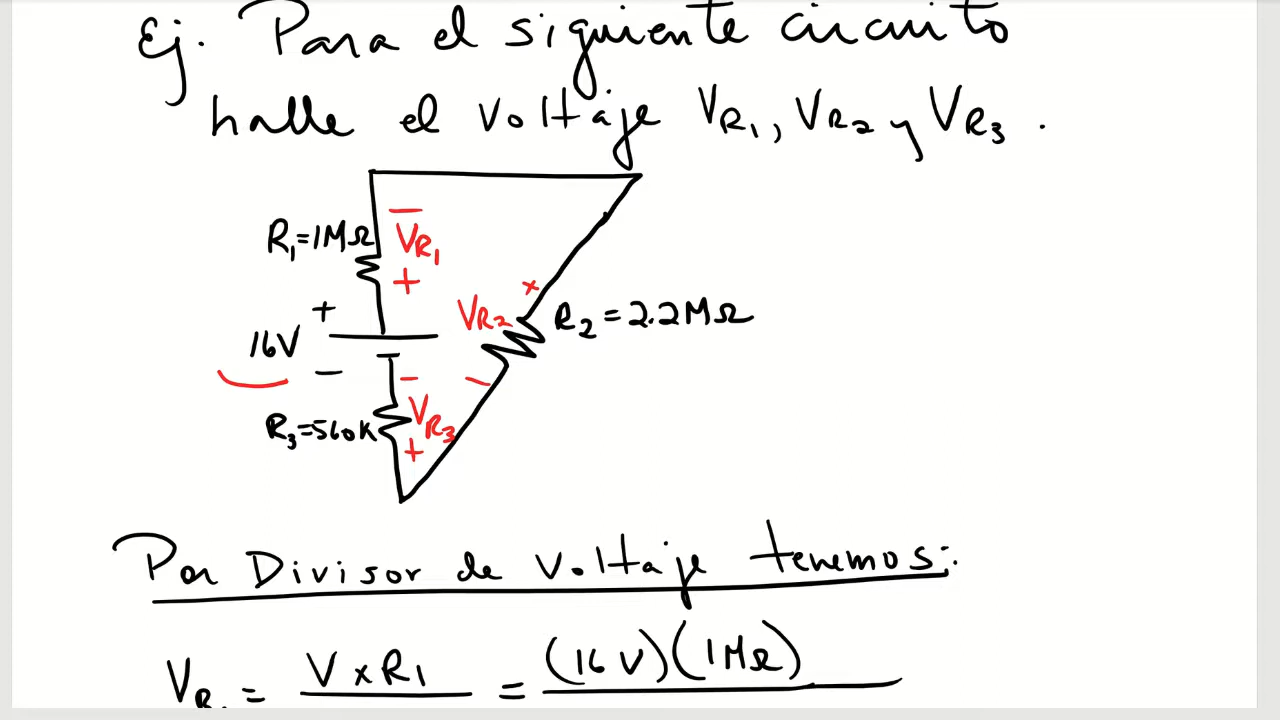 Ej. Para el siguiente circuito
halle el voltaje VR1, VR2 y VR3.
R1=1MΩ
−
VR1
+
+
16V
−
+
VR2
−
R2 = 2.2MΩ
−
VR3
+
R3=560K
Por Divisor de Voltaje tenemos:
VR1 = V x R1 = (16V)(1MΩ)